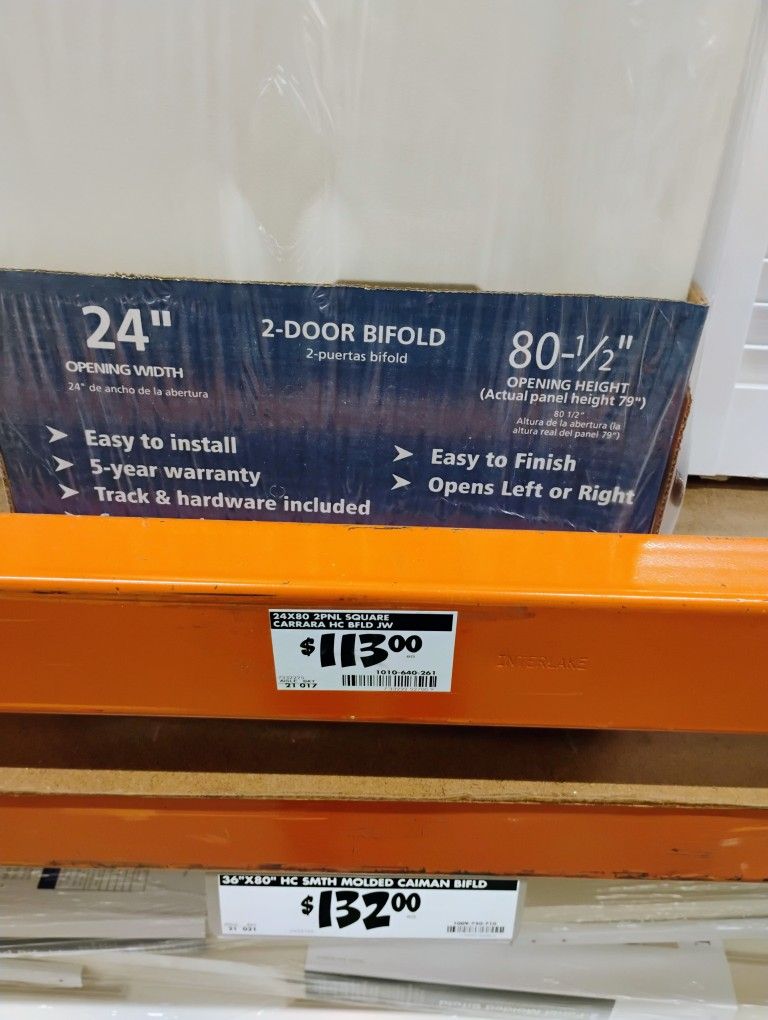 24"
OPENING WIDTH
24" de ancho de la abertura
2-DOOR BIFOLD
2-puertas bifold
80-1/2"
OPENING HEIGHT
(Actual panel height 79")
80 1/2"
Altura de la abertura (la
altura real del panel 79")
➤ Easy to install
➤ 5-year warranty
➤ Track & hardware included
➤ Easy to Finish
➤ Opens Left or Right
24X80 2PNL SQUARE
CARRARA HC BFLD JW
$113.00
1010-640-261
AISLE BAY
21 017
INTERLAKE
36"X80" HC SMTH MOLDED CAIMAN BIFLD
$132.00
21 021